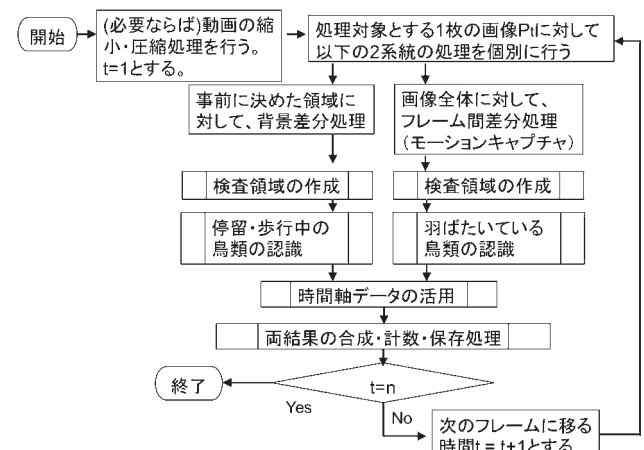 開始
(必要ならば)動画の縮
小・圧縮処理を行う。
t=1とする。
処理対象とする1枚の画像Ptに対して
以下の2系統の処理を個別に行う
事前に決めた領域に
対して、背景差分処理
画像全体に対して、
フレーム間差分処理
(モーションキャプチャ)
検査領域の作成
検査領域の作成
停留・歩行中の
鳥類の認識
羽ばたいている
鳥類の認識
時間軸データの活用
両結果の合成・計数・保存処理
終了
t=n
Yes
No
次のフレームに移る
時間t = t+1とする